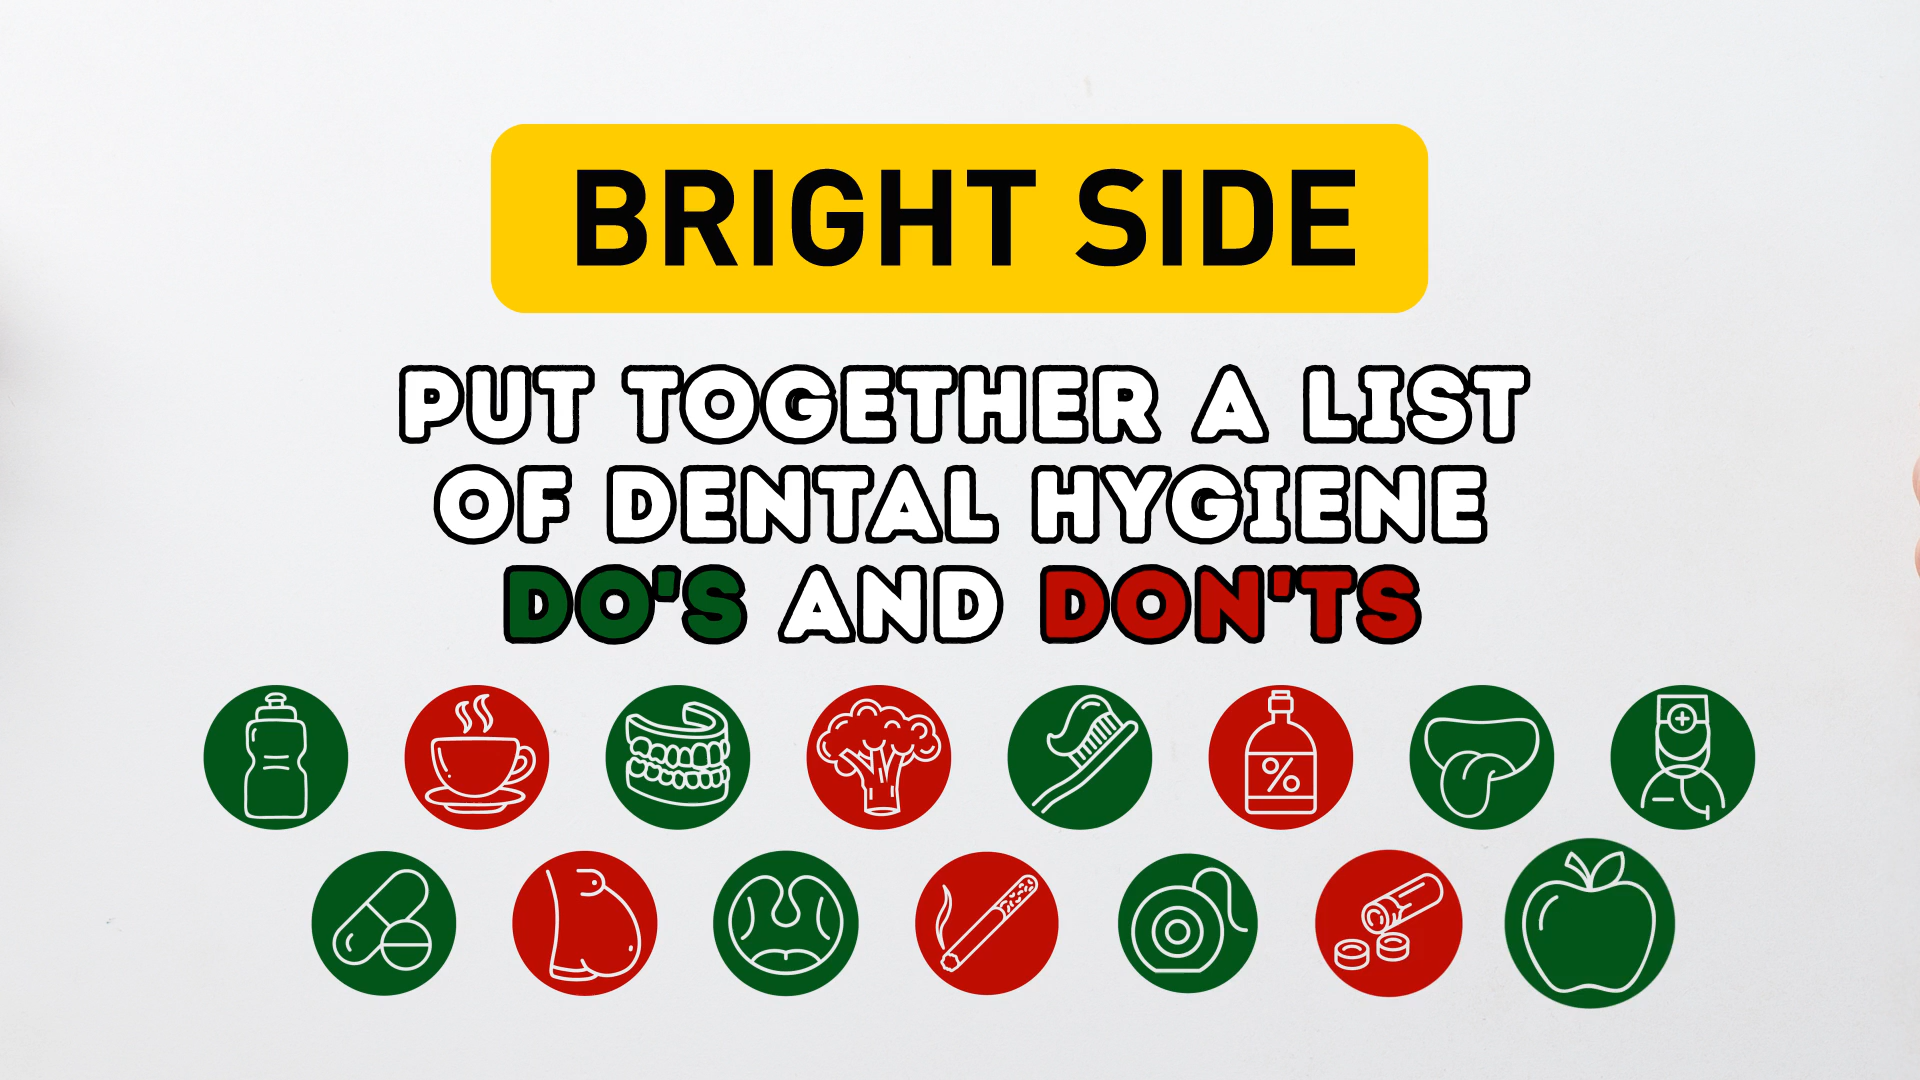 BRIGHT SIDE
PUT TOGETHER A LIST
OF DENTAL HYGIENE
DO'S AND DON'TS
%